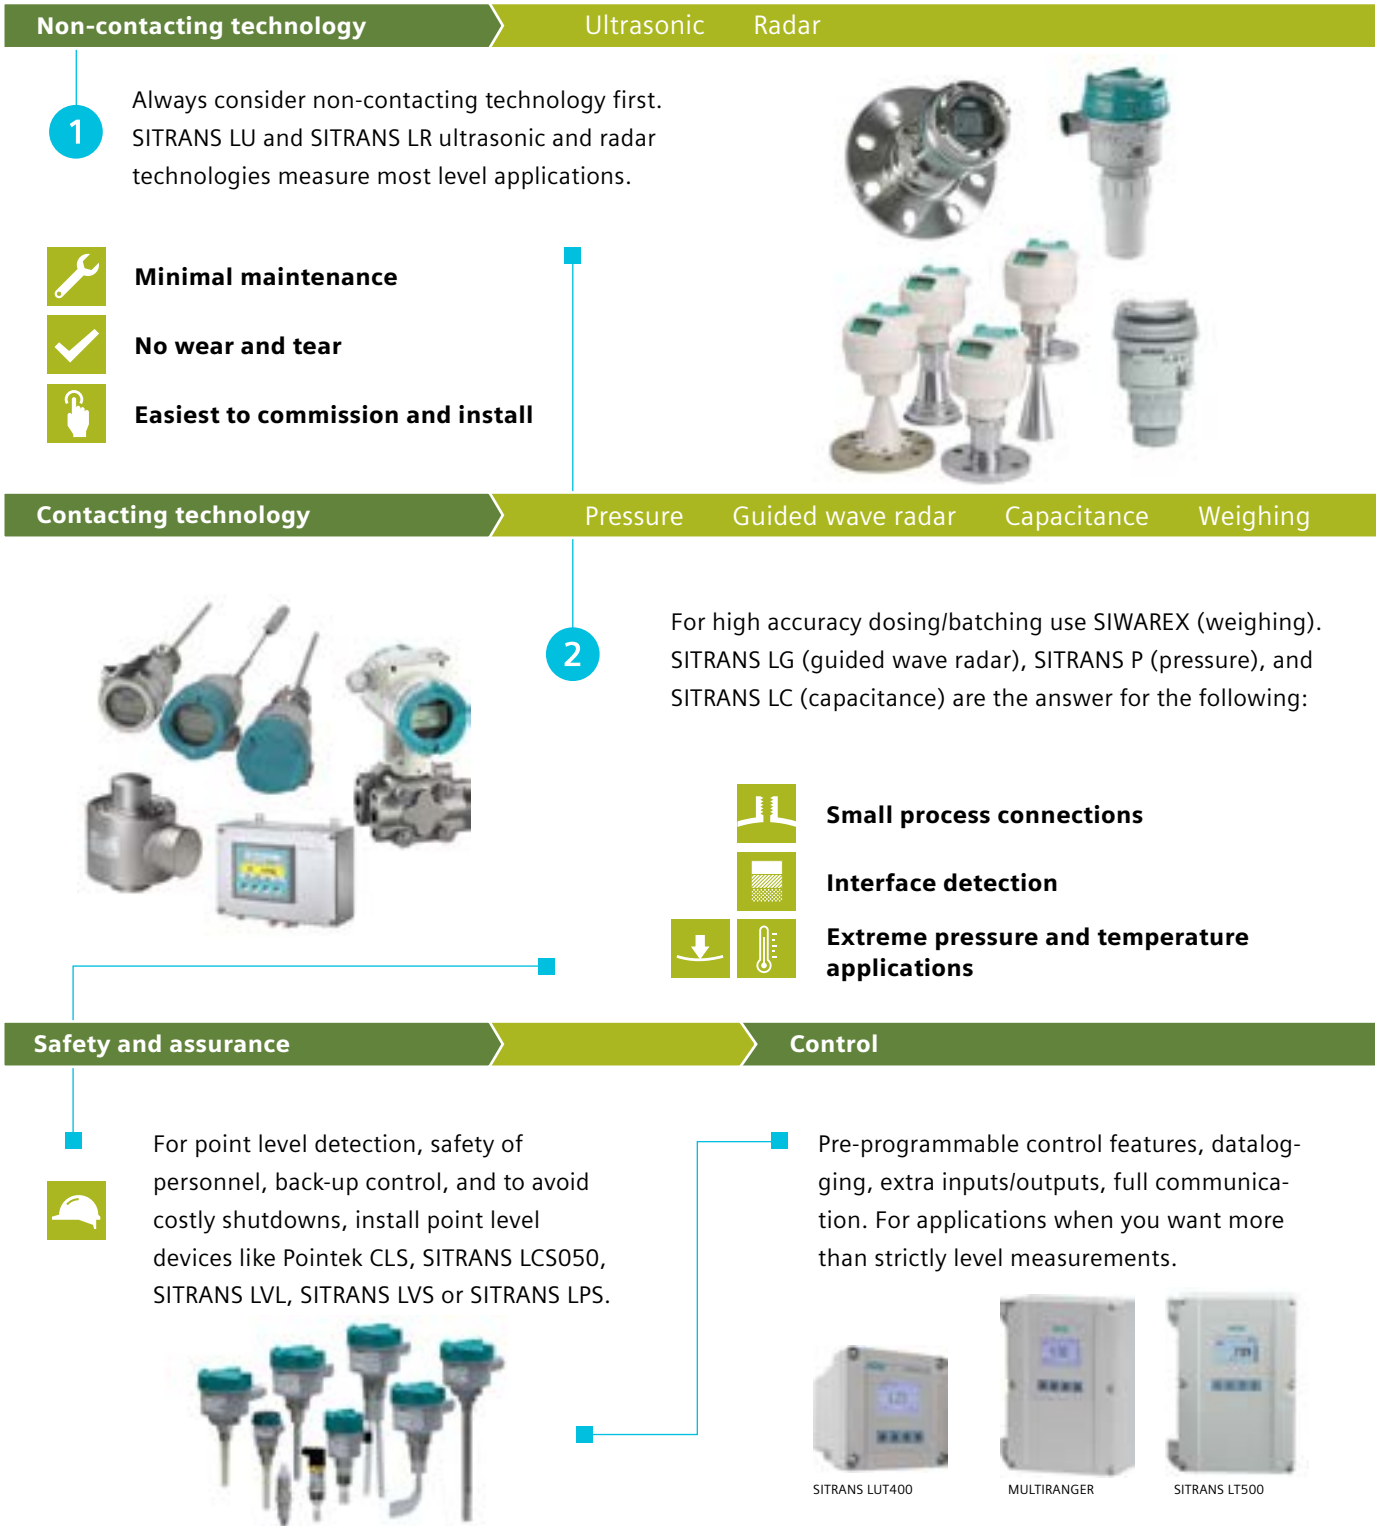 Non-contacting technology
Ultrasonic Radar
1
Always consider non-contacting technology first.
SITRANS LU and SITRANS LR ultrasonic and radar
technologies measure most level applications.
Minimal maintenance
No wear and tear
Easiest to commission and install
Contacting technology
Pressure Guided wave radar Capacitance Weighing
2
For high accuracy dosing/batching use SIWAREX (weighing).
SITRANS LG (guided wave radar), SITRANS P (pressure), and
SITRANS LC (capacitance) are the answer for the following:
Small process connections
Interface detection
Extreme pressure and temperature
applications
Safety and assurance
For point level detection, safety of
personnel, back-up control, and to avoid
costly shutdowns, install point level
devices like Pointek CLS, SITRANS LCS050,
SITRANS LVL, SITRANS LVS or SITRANS LPS.
Control
Pre-programmable control features, datalog-
ging, extra inputs/outputs, full communica-
tion. For applications when you want more
than strictly level measurements.
SITRANS LUT400
MULTIRANGER
SITRANS LT500